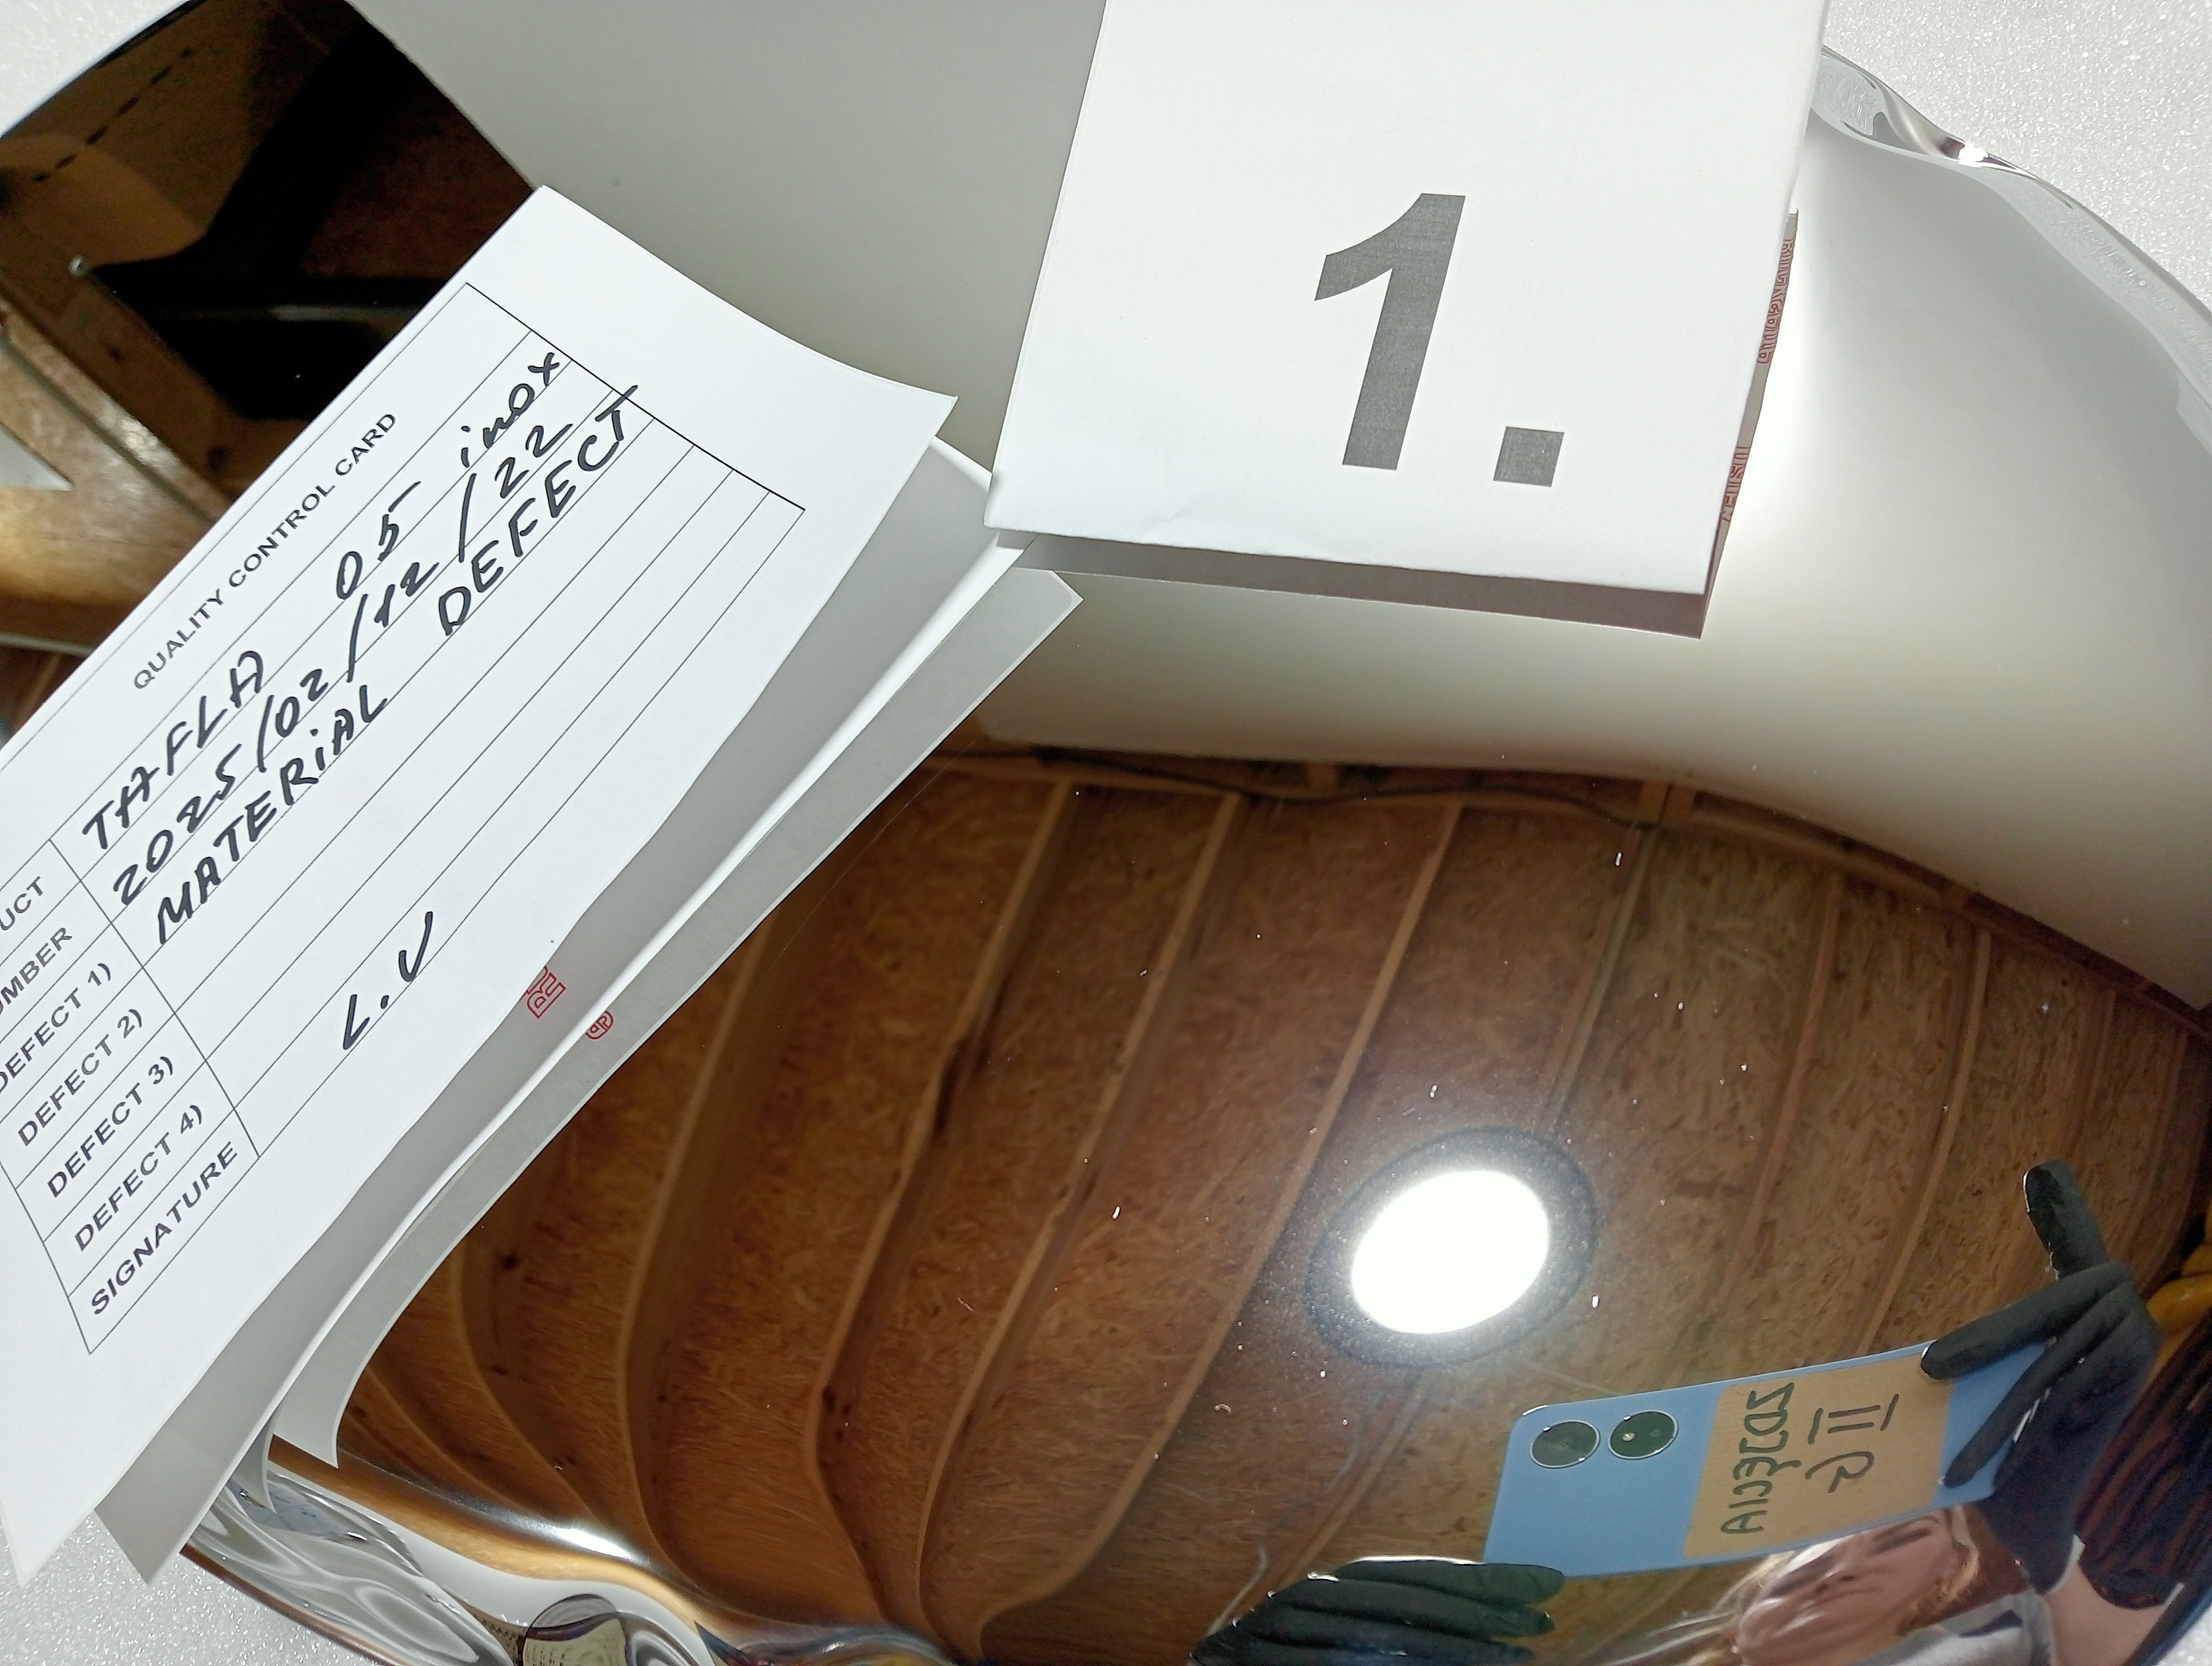 1.
QUALITY CONTROL CARD
UCT TAFLA 05 inox
UMBER 2025/02/12/22
DEFECT 1) MATERIAL DEFECT
DEFECT 2)
DEFECT 3)
DEFECT 4)
SIGNATURE L.V
ZDJĘCIA